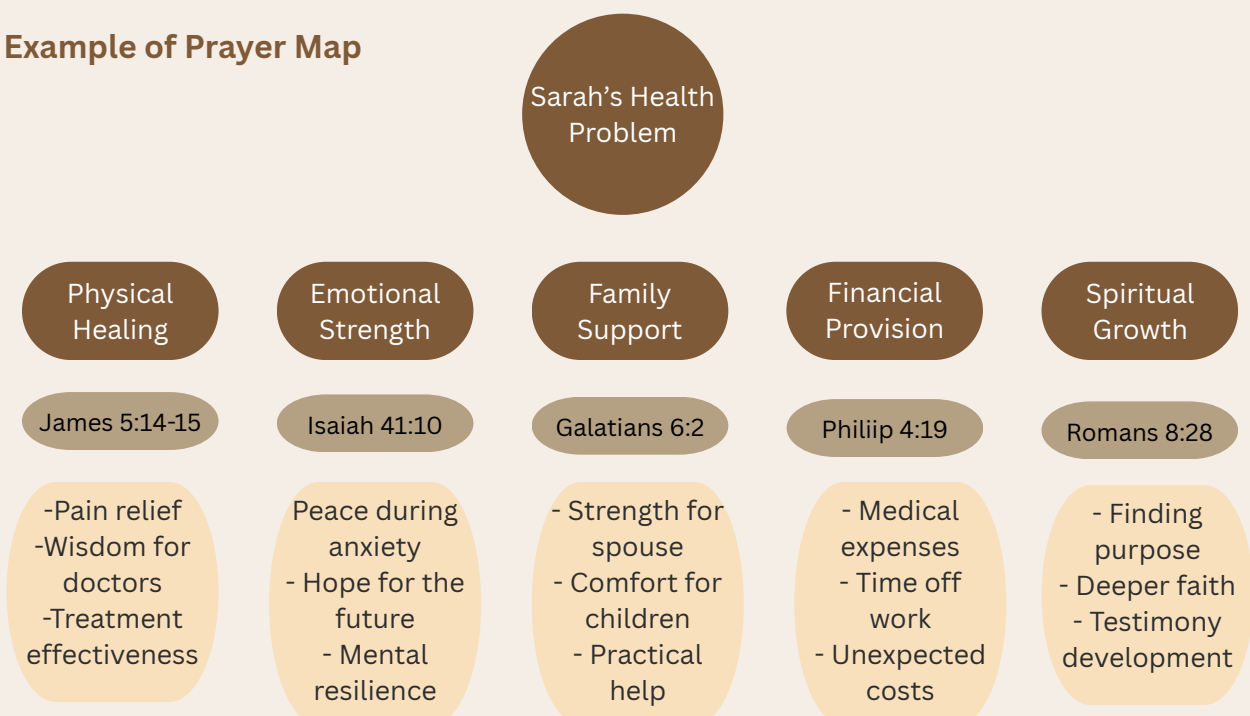 Example of Prayer Map
Sarah’s Health
Problem
Physical
Healing
James 5:14-15
-Pain relief
-Wisdom for
doctors
-Treatment
effectiveness
Emotional
Strength
Isaiah 41:10
Peace during
anxiety
- Hope for the
future
- Mental
resilience
Family
Support
Galatians 6:2
- Strength for
spouse
- Comfort for
children
- Practical
help
Financial
Provision
Philiip 4:19
- Medical
expenses
- Time off
work
- Unexpected
costs
Spiritual
Growth
Romans 8:28
- Finding
purpose
- Deeper faith
- Testimony
development